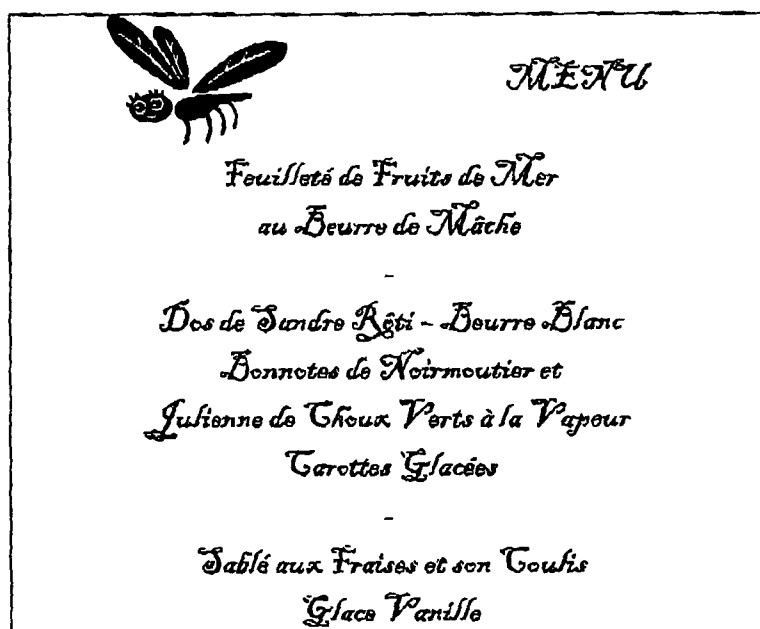 MENU
Feuilleté de Fruits de Mer
au Beurre de Mâche
-
Dos de Sandre Rôti - Beurre Blanc
Bonnotes de Noirmoutier et
Julienne de Choux Verts à la Vapeur
Carottes Glacées
-
Sablé aux Fraises et son Coulis
Glace Vanille